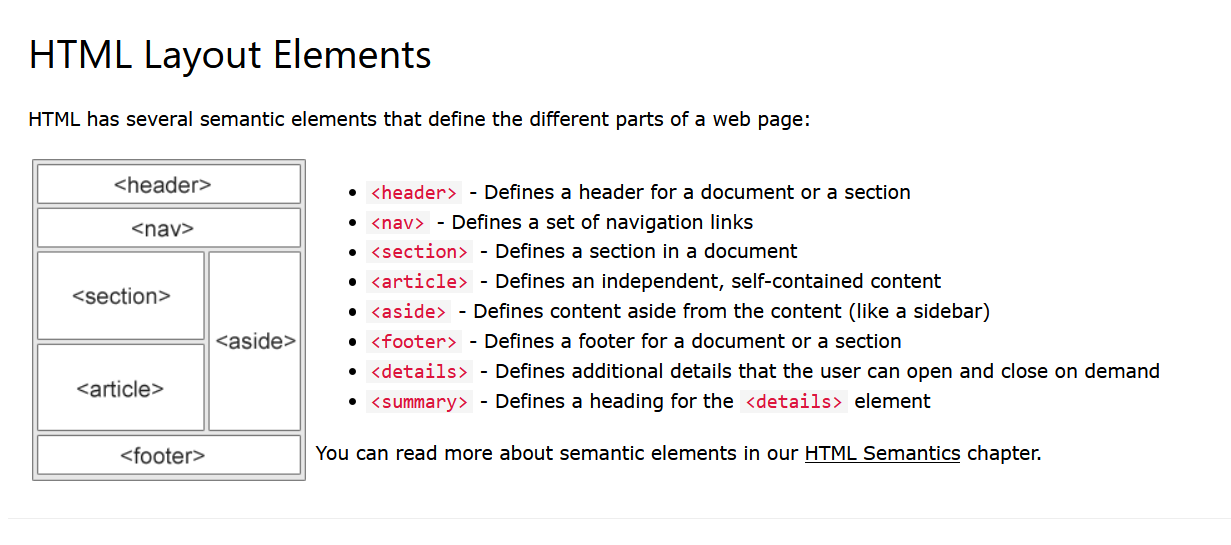 HTML Layout Elements
HTML has several semantic elements that define the different parts of a web page:
<header>
<nav>
<section>
<aside>
<article>
<footer>
• <header> - Defines a header for a document or a section
• <nav> - Defines a set of navigation links
• <section> - Defines a section in a document
• <article> - Defines an independent, self-contained content
• <aside> - Defines content aside from the content (like a sidebar)
• <footer> - Defines a footer for a document or a section
• <details> - Defines additional details that the user can open and close on demand
• <summary> - Defines a heading for the <details> element
You can read more about semantic elements in our HTML Semantics chapter.